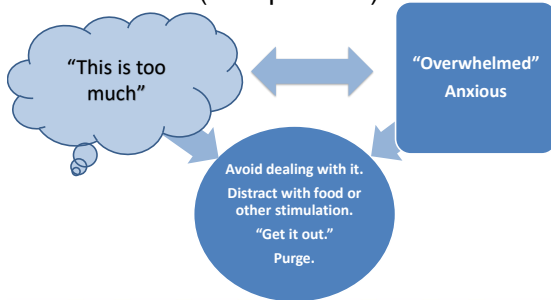 “This is too
much”
“Overwhelmed”
Anxious
Avoid dealing with it.
Distract with food or
other stimulation.
“Get it out.”
Purge.